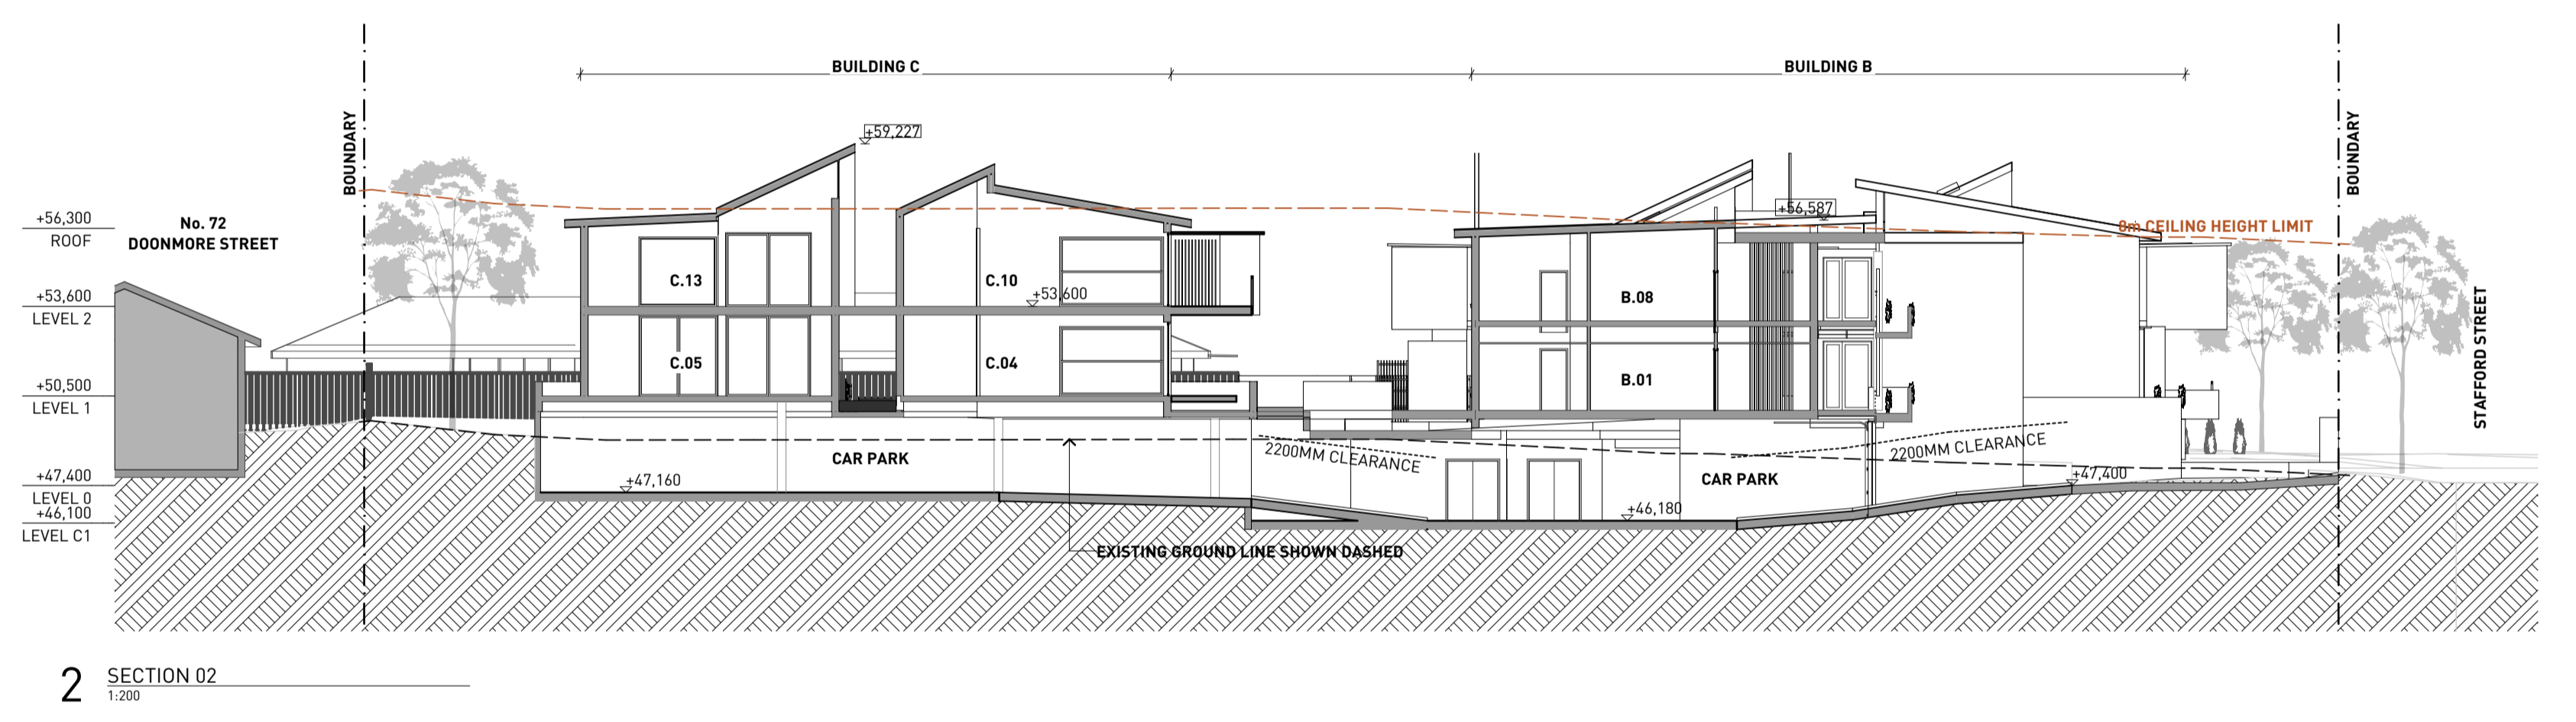 BUILDING C
BUILDING B
BOUNDARY
BOUNDARY
+59,227
+56,300
ROOF
No. 72
DOONMORE STREET
+56,587
8m CEILING HEIGHT LIMIT
C.13
C.10
+53,600
B.08
+53,600
LEVEL 2
STAFFORD STREET
C.05
C.04
B.01
+50,500
LEVEL 1
CAR PARK
2200MM CLEARANCE
2200MM CLEARANCE
CAR PARK
+47,400
+47,160
+47,400
LEVEL 0
+46,100
LEVEL C1
+46,180
EXISTING GROUND LINE SHOWN DASHED
2
SECTION 02
1:200